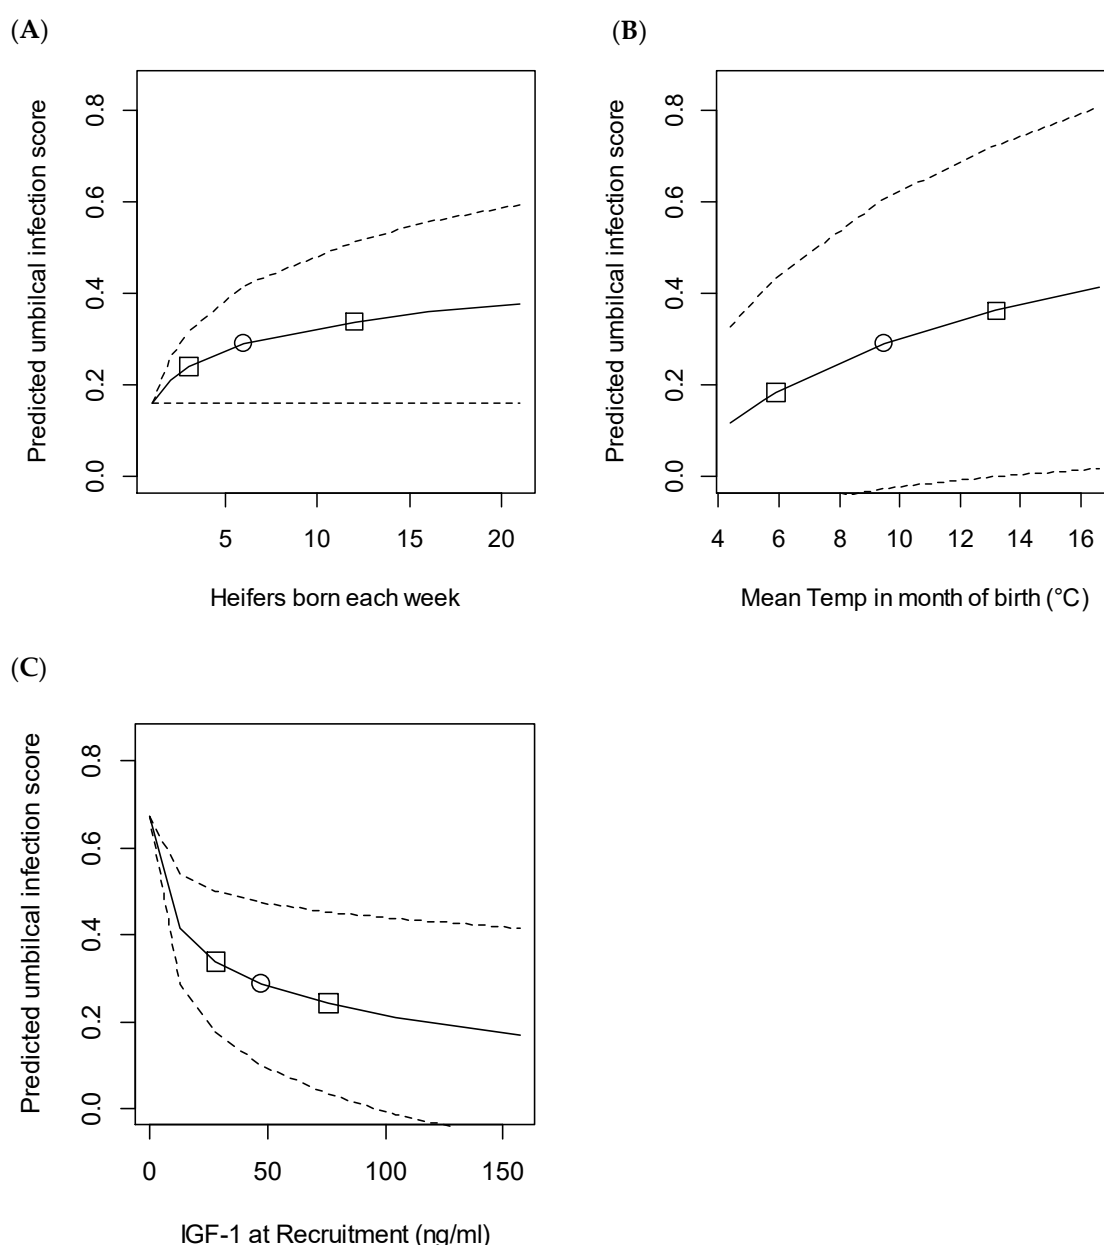 (A)
Predicted umbilcal infection score
0.8
0.6
0.4
0.2
0.0
5 10 15 20
Heifers born each week
(B)
Predicted umbilcal infection score
0.8
0.6
0.4
0.2
0.0
4 6 8 10 12 14 16
Mean Temp in month of birth (°C)
(C)
Predicted umbilcal infection score
0.8
0.6
0.4
0.2
0.0
0 50 100 150
IGF-1 at Recruitment (ng/ml)